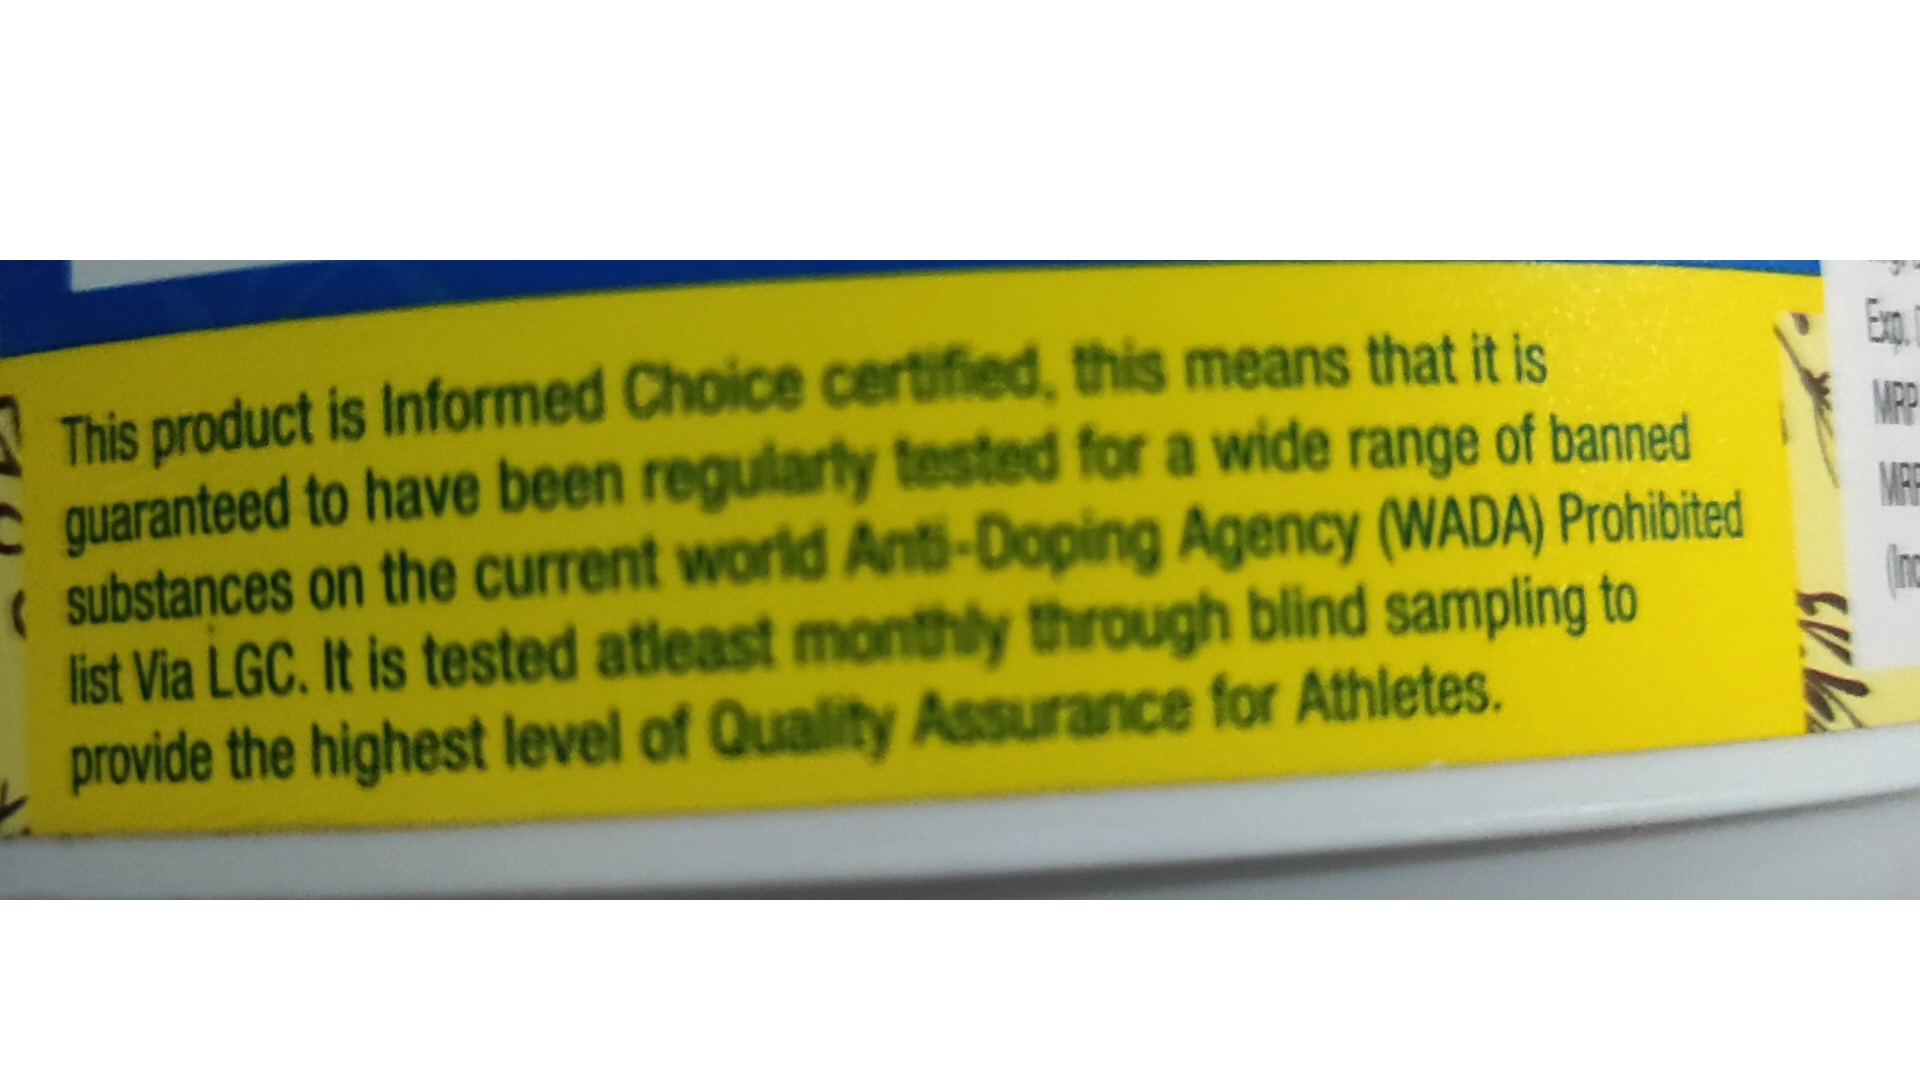 This product is Informed Choice certified, this means that it is
guaranteed to have been regularly tested for a wide range of banned
substances on the current world Anti-Doping Agency (WADA) Prohibited
list Via LGC. It is tested atleast monthly through blind sampling to
provide the highest level of Quality Assurance for Athletes.
Exp.
MRP
MRP